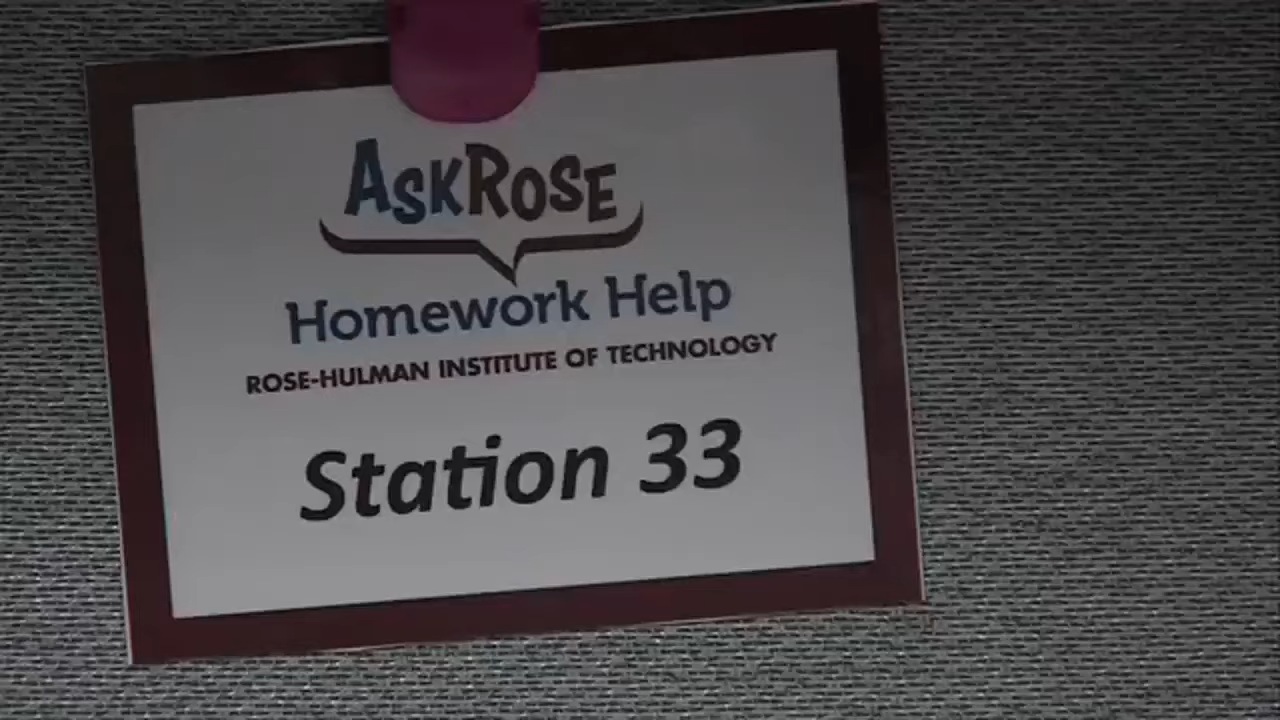 ASKROSE
Homework Help
ROSE-HULMAN INSTITUTE OF TECHNOLOGY
Station 33